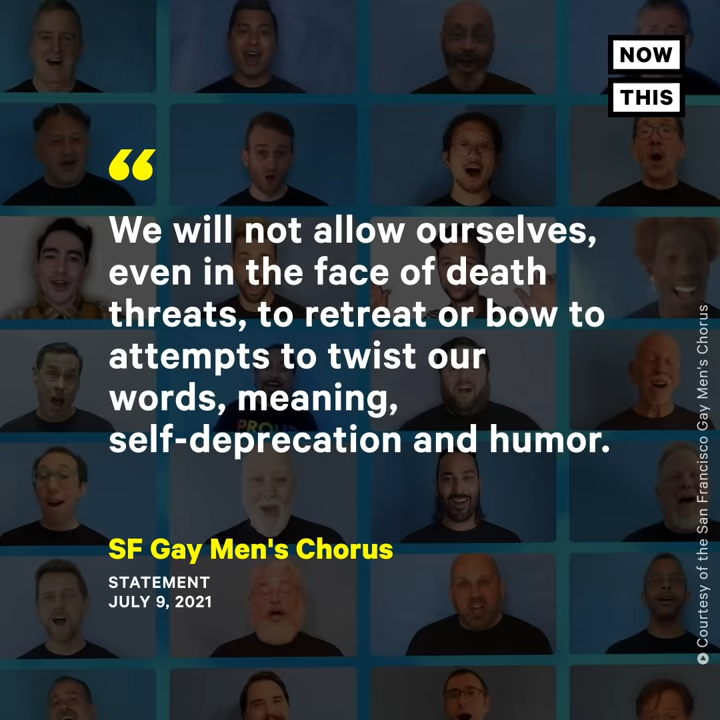 NOW
THIS
“
We will not allow ourselves,
even in the face of death
threats, to retreat or bow to
attempts to twist our
words, meaning,
self-deprecation and humor.
PROUD
SF Gay Men's Chorus
STATEMENT
JULY 9, 2021
Courtesy of the San Francisco Gay Men's Chorus